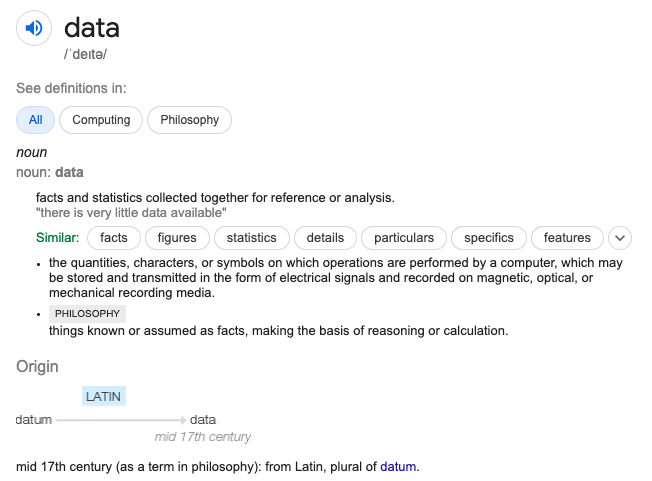 data
/ˈdeɪtə/
See definitions in:
All Computing Philosophy
noun
noun: data
facts and statistics collected together for reference or analysis.
"there is very little data available"
Similar: facts figures statistics details particulars specifics features
• the quantities, characters, or symbols on which operations are performed by a computer, which may
be stored and transmitted in the form of electrical signals and recorded on magnetic, optical, or
mechanical recording media.
• PHILOSOPHY
things known or assumed as facts, making the basis of reasoning or calculation.
Origin
LATIN
datum data
mid 17th century
mid 17th century (as a term in philosophy): from Latin, plural of datum.